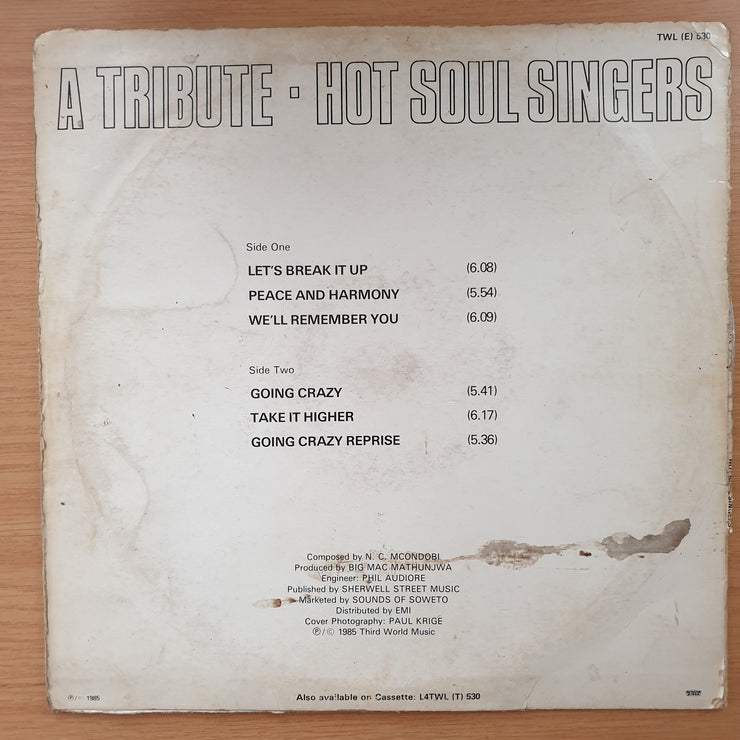 TWL (E) 530
A TRIBUTE · HOT SOUL SINGERS
Side One
LET'S BREAK IT UP (6.08)
PEACE AND HARMONY (5.54)
WE'LL REMEMBER YOU (6.09)
Side Two
GOING CRAZY (5.41)
TAKE IT HIGHER (6.17)
GOING CRAZY REPRISE (5.36)
Composed by N. C. MCONDOBI
Produced by BIG MAC MATHUNJWA
Engineer: PHIL AUDIORE
Published by SHERWELL STREET MUSIC
Marketed by SOUNDS OF SOWETO
Distributed by EMI
Cover Photography: PAUL KRIGE
℗/© 1985 Third World Music
℗/© 1985
Also available on Cassette: L4TWL (T) 530